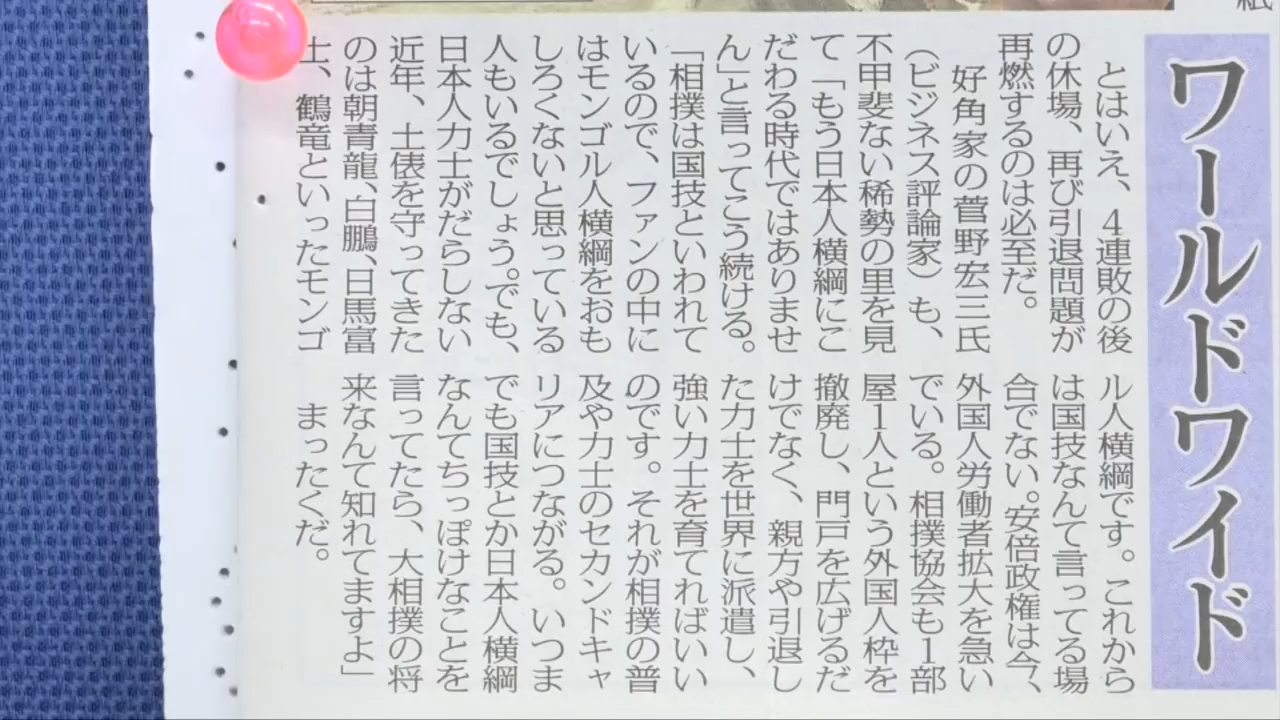 ワールドワイド
とはいえ、4連敗の後
の休場、再び引退問題が
再燃するのは必至だ。
好角家の菅野宏三氏
（ビジネス評論家）も、
不甲斐ない稀勢の里を見
て「もう日本人横綱にこ
だわる時代ではありませ
ん」と言ってこう続ける。
「相撲は国技といわれて
いるので、ファンの中に
はモンゴル人横綱をおも
しろくないと思っている
人もいるでしょう。でも、
日本人力士がだらしない
近年、土俵を守ってきた
のは朝青龍、白鵬、日馬富
士、鶴竜といったモンゴ
ル人横綱です。これから
は国技なんて言ってる場
合でない。安倍政権は今、
外国人労働者拡大を急い
でいる。相撲協会も1部
屋1人という外国人枠を
撤廃し、門戸を広げるだ
けでなく、親方や引退し
た力士を世界に派遣し、
強い力士を育てればいい
のです。それが相撲の普
及や力士のセカンドキャ
リアにつながる。いつま
でも国技とか日本人横綱
なんてちっぽけなことを
言ってたら、大相撲の将
来なんて知れてますよ」
まったくだ。